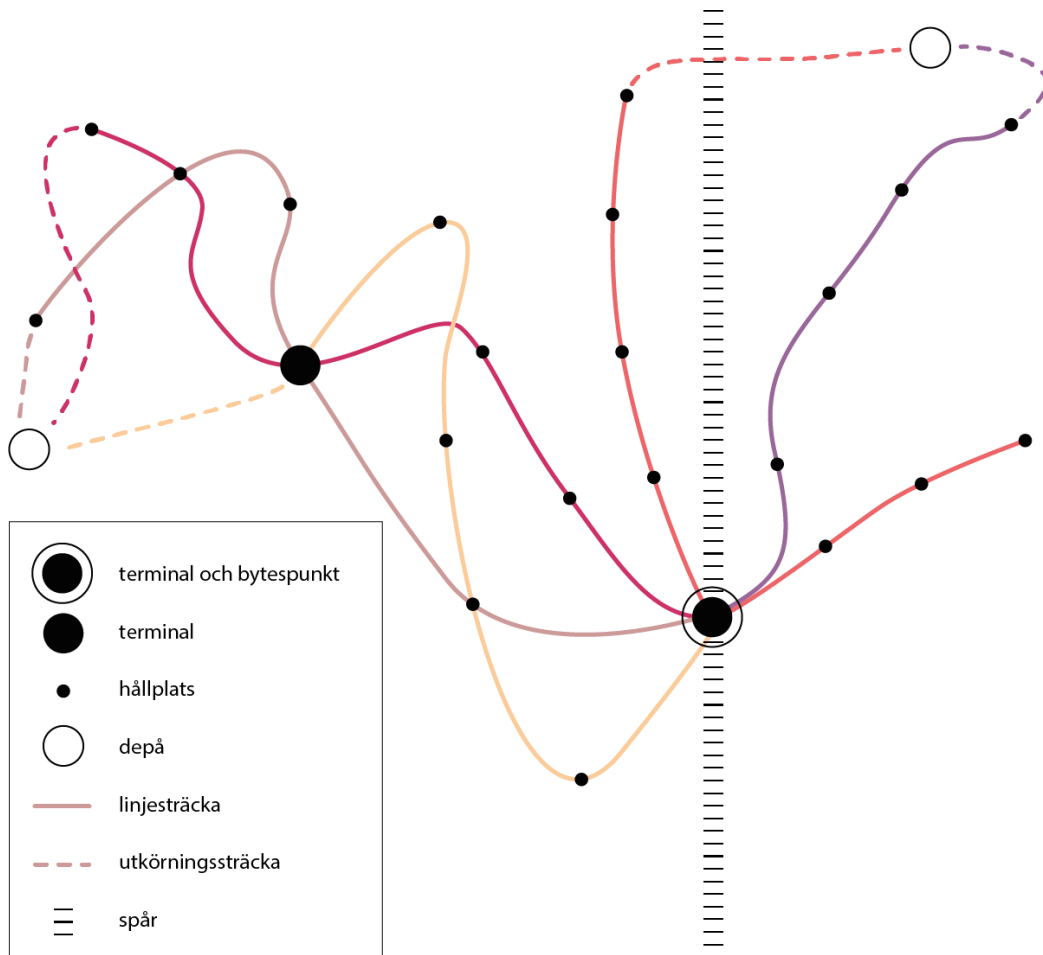 terminal och bytespunkt
terminal
hållplats
depå
linjesträcka
utkörningssträcka
spår